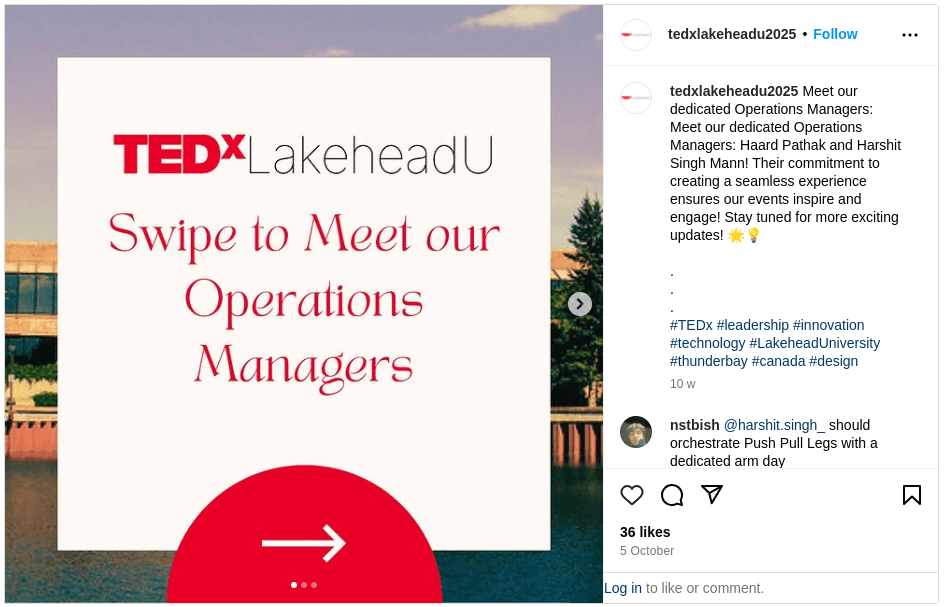 TEDxLakeheadU
Swipe to Meet our
Operations
Managers
tedxlakeheadu2025 • Follow
tedxlakeheadu2025 Meet our
dedicated Operations Managers:
Meet our dedicated Operations
Managers: Haard Pathak and Harshit
Singh Mann! Their commitment to
creating a seamless experience
ensures our events inspire and
engage! Stay tuned for more exciting
updates! 🌟💡
.
.
.
#TEDx #leadership #innovation
#technology #LakeheadUniversity
#thunderbay #canada #design
10 w
nstbish @harshit.singh_ should
orchestrate Push Pull Legs with a
dedicated arm day
36 likes
5 October
Log in to like or comment.